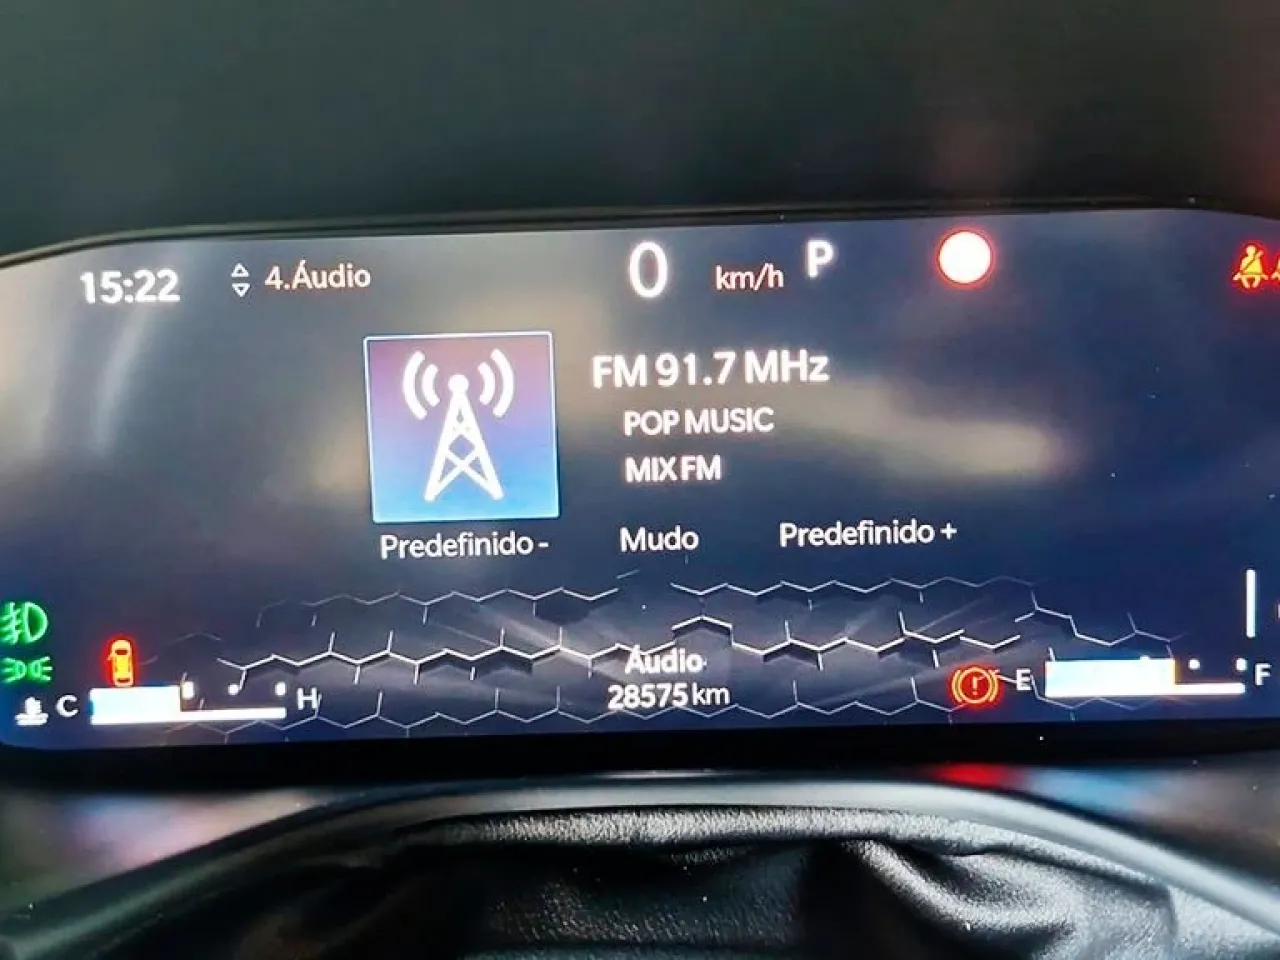 15:22 4.Áudio 0 km/h P
FM 91.7 MHz
POP MUSIC
MIX FM
Predefinido - Mudo Predefinido +
Áudio
28575 km
C H E F